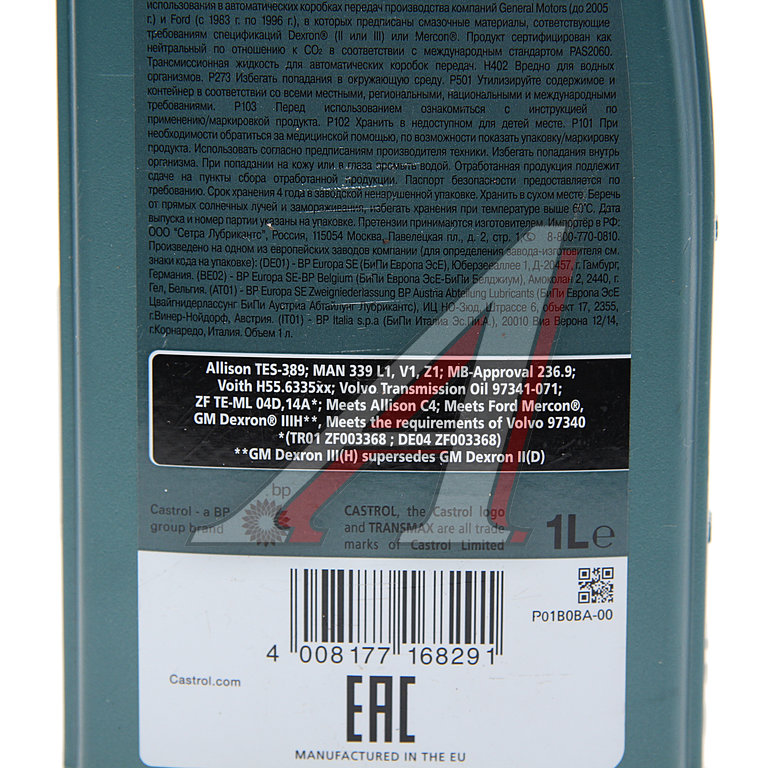 использования в автоматических коробках передач производства компаний General Motors (до 2005
г.) и Ford (с 1983 г. по 1996 г.), в которых предписаны смазочные материалы, соответствующие
требованиям спецификаций Dexron® (II или III) или Mercon®. Продукт сертифицирован как
нейтральный по отношению к CO₂ в соответствии с международным стандартом PAS2060.
Трансмиссионная жидкость для автоматических коробок передач. H402 Вредно для водных
организмов. P273 Избегать попадания в окружающую среду. P501 Утилизируйте содержимое и
контейнер в соответствии со всеми местными, региональными, национальными и международными
требованиями. P103 Перед использованием ознакомиться с инструкцией по
применению/маркировкой продукта. P102 Хранить в недоступном для детей месте. P101 При
необходимости обратиться за медицинской помощью, по возможности показать упаковку/маркировку
продукта. Использовать согласно предписаниям производителя техники. Избегать попадания внутрь
организма. При попадании на кожу или в глаза промыть водой. Отработанная продукция подлежит
сдаче на пункты сбора отработанной продукции. Паспорт безопасности предоставляется по
требованию. Срок хранения 4 года в заводской ненарушенной упаковке. Хранить в сухом месте. Беречь
от прямых солнечных лучей и замораживания, избегать хранения при температуре выше 60°C. Дата
выпуска и номер партии указаны на упаковке. Претензии принимаются изготовителем. Импортёр в РФ:
ООО "Сетра Лубрикантс", Россия, 115054 Москва, Павелецкая пл., д. 2, стр. 1. 8-800-770-0810.
Произведено на одном из европейских заводов компании (для определения завода-изготовителя см.
знаки кода на упаковке): (DE01) - BP Europa SE (БиПи Европа ЭсЕ), Юберзеаллее 1, Д-20457, г. Гамбург,
Германия. (BE02) - BP Europa SE-BP Belgium (БиПи Европа ЭсЕ-БиПи Бельджиум), Амоколан 2, 2440, г.
Гел, Бельгия. (AT01) - BP Europa SE Zweigniederlassung BP Austria Abteilung Lubricants (БиПи Европа ЭсЕ
Цвайгнидерлассунг БиПи Аустриа Абтайлунг Лубрикантс), ИЦ НО-Зюд, Штрассе 6, объект 17, 2355,
г.Винер-Нойдорф, Австрия. (IT01) - BP Italia s.p.a (БиПи Италия Эс.Пи.А.), 20010 Виа Верона 12/14,
г.Корнаредо, Италия. Объем 1 л.
Allison TES-389; MAN 339 L1, V1, Z1; MB-Approval 236.9;
Voith H55.6335xx; Volvo Transmission Oil 97341-071;
ZF TE-ML 04D,14A*; Meets Allison C4; Meets Ford Mercon®,
GM Dexron® IIIH**, Meets the requirements of Volvo 97340
*(TR01 ZF003368 ; DE04 ZF003368)
**GM Dexron III(H) supersedes GM Dexron II(D)
bp
Castrol - a BP
group brand
CASTROL, the Castrol logo
and TRANSMAX are all trade
marks of Castrol Limited
1L℮
P01B0BA-00
4 008177 168291
Castrol.com
EAC
MANUFACTURED IN THE EU